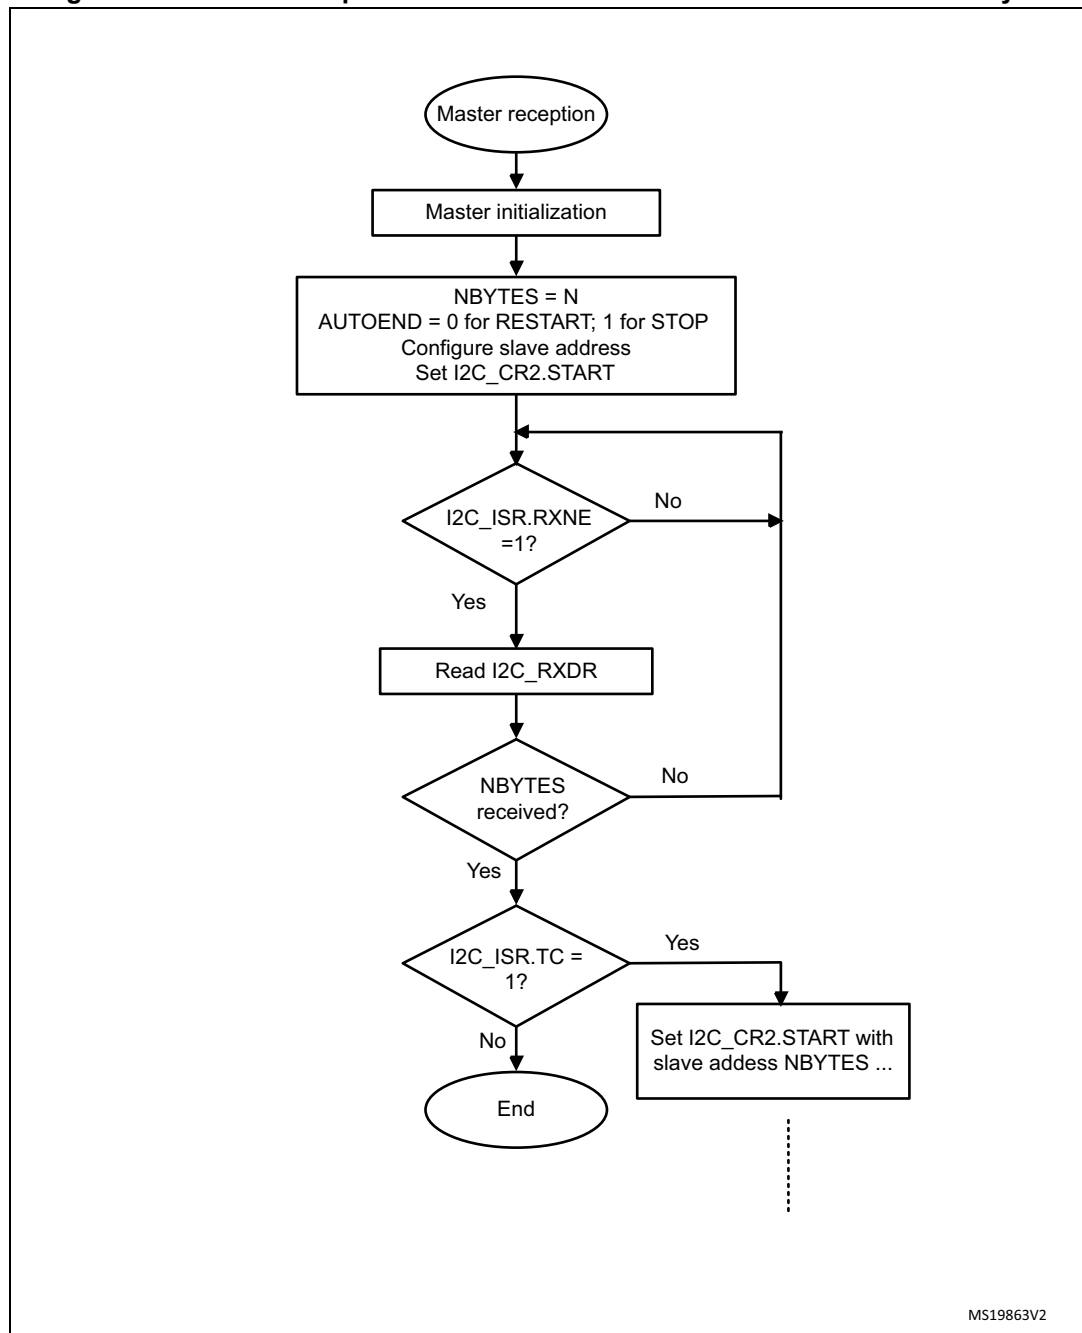 Master reception
Master initialization
NBYTES = N
AUTOEND = 0 for RESTART; 1 for STOP
Configure slave address
Set I2C_CR2.START
I2C_ISR.RXNE
=1?
No
Yes
Read I2C_RXDR
NBYTES
received?
No
Yes
I2C_ISR.TC =
1?
Yes
No
Set I2C_CR2.START with
slave addess NBYTES ...
End
MS19863V2